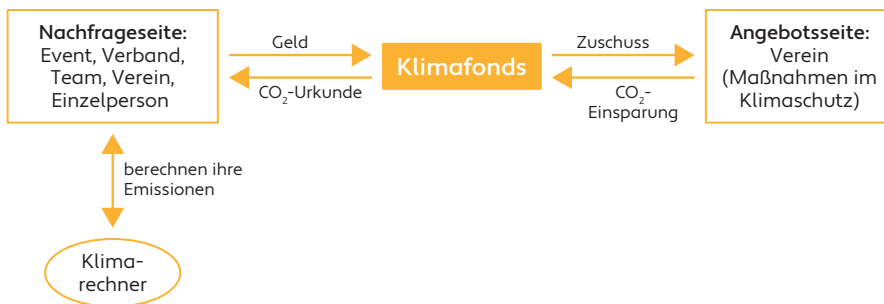 Nachfrageseite:
Event, Verband,
Team, Verein,
Einzelperson
Geld
CO₂-Urkunde
Klimafonds
Zuschuss
CO₂-
Einsparung
Angebotsseite:
Verein
(Maßnahmen im
Klimaschutz)
berechnen ihre
Emissionen
Klima-
rechner